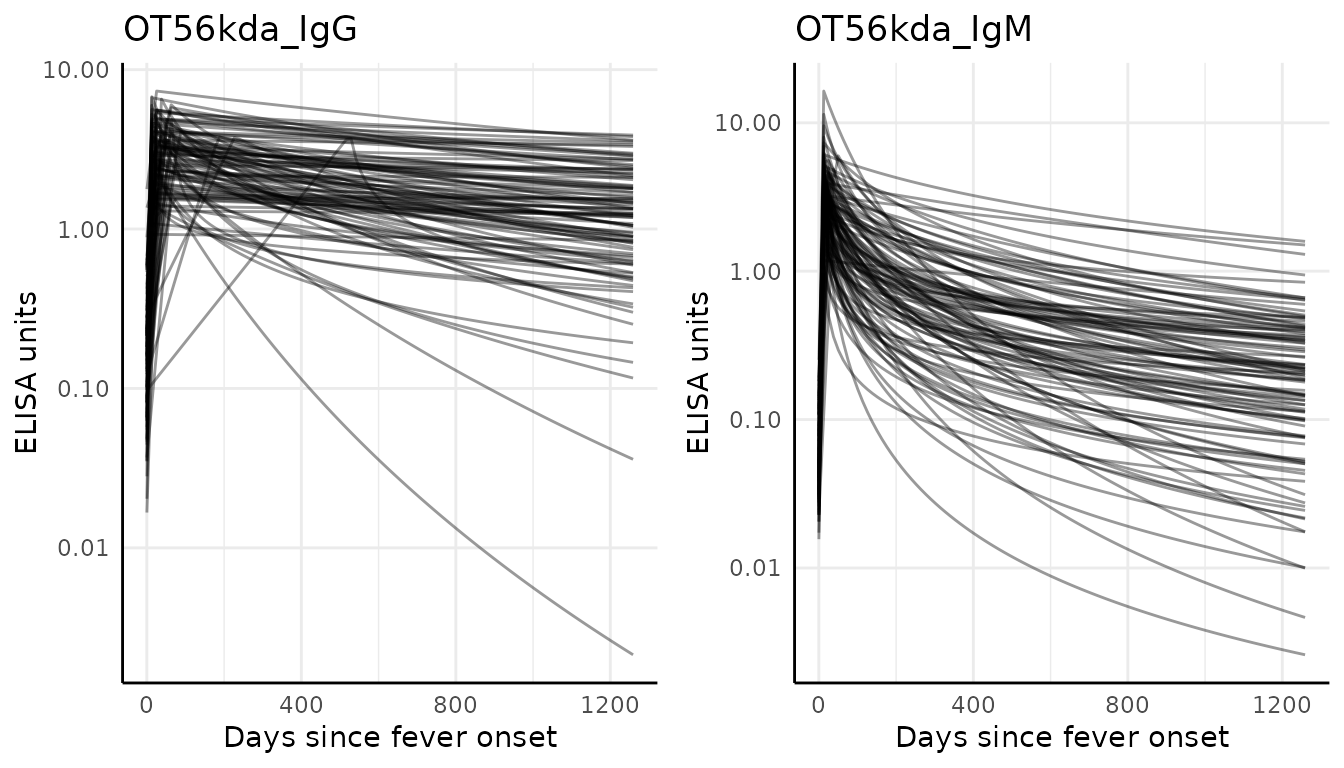 OT56kda_IgG
ELISA units
10.00
1.00
0.10
0.01
0
400
800
1200
Days since fever onset
OT56kda_IgM
ELISA units
10.00
1.00
0.10
0.01
0
400
800
1200
Days since fever onset